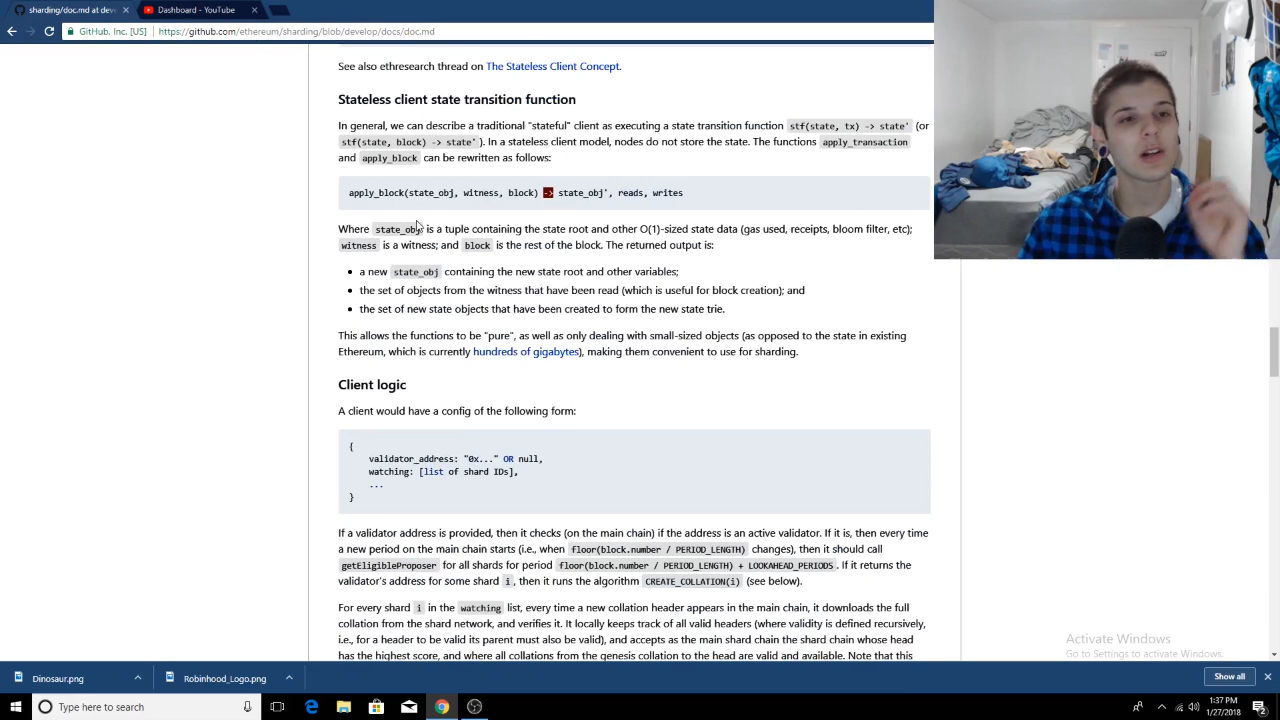 sharding/doc.md at deve
Dashboard - YouTube
GitHub, Inc. [US]
https://github.com/ethereum/sharding/blob/develop/docs/doc.md
See also ethresearch thread on The Stateless Client Concept.
Stateless client state transition function
In general, we can describe a traditional "stateful" client as executing a state transition function stf(state, tx) -> state' (or
stf(state, block) -> state'). In a stateless client model, nodes do not store the state. The functions apply_transaction
and apply_block can be rewritten as follows:
apply_block(state_obj, witness, block) -> state_obj', reads, writes
Where state_obj is a tuple containing the state root and other O(1)-sized state data (gas used, receipts, bloom filter, etc);
witness is a witness; and block is the rest of the block. The returned output is:
• a new state_obj containing the new state root and other variables;
• the set of objects from the witness that have been read (which is useful for block creation); and
• the set of new state objects that have been created to form the new state trie.
This allows the functions to be "pure", as well as only dealing with small-sized objects (as opposed to the state in existing
Ethereum, which is currently hundreds of gigabytes), making them convenient to use for sharding.
Client logic
A client would have a config of the following form:
{
validator_address: "0x..." OR null,
watching: [list of shard IDs],
...
}
If a validator address is provided, then it checks (on the main chain) if the address is an active validator. If it is, then every time
a new period on the main chain starts (i.e., when floor(block.number / PERIOD_LENGTH) changes), then it should call
getEligibleProposer for all shards for period floor(block.number / PERIOD_LENGTH) + LOOKAHEAD_PERIODS. If it returns the
validator's address for some shard i, then it runs the algorithm CREATE_COLLATION(i) (see below).
For every shard i in the watching list, every time a new collation header appears in the main chain, it downloads the full
collation from the shard network, and verifies it. It locally keeps track of all valid headers (where validity is defined recursively,
i.e., for a header to be valid its parent must also be valid), and accepts as the main shard chain the shard chain whose head
has the highest score, and where all collations from the genesis collation to the head are valid and available. Note that this
Activate Windows
Go to Settings to activate Windows.
Dinosaur.png
Robinhood_Logo.png
Show all
Type here to search
1:37 PM
1/27/2018
2